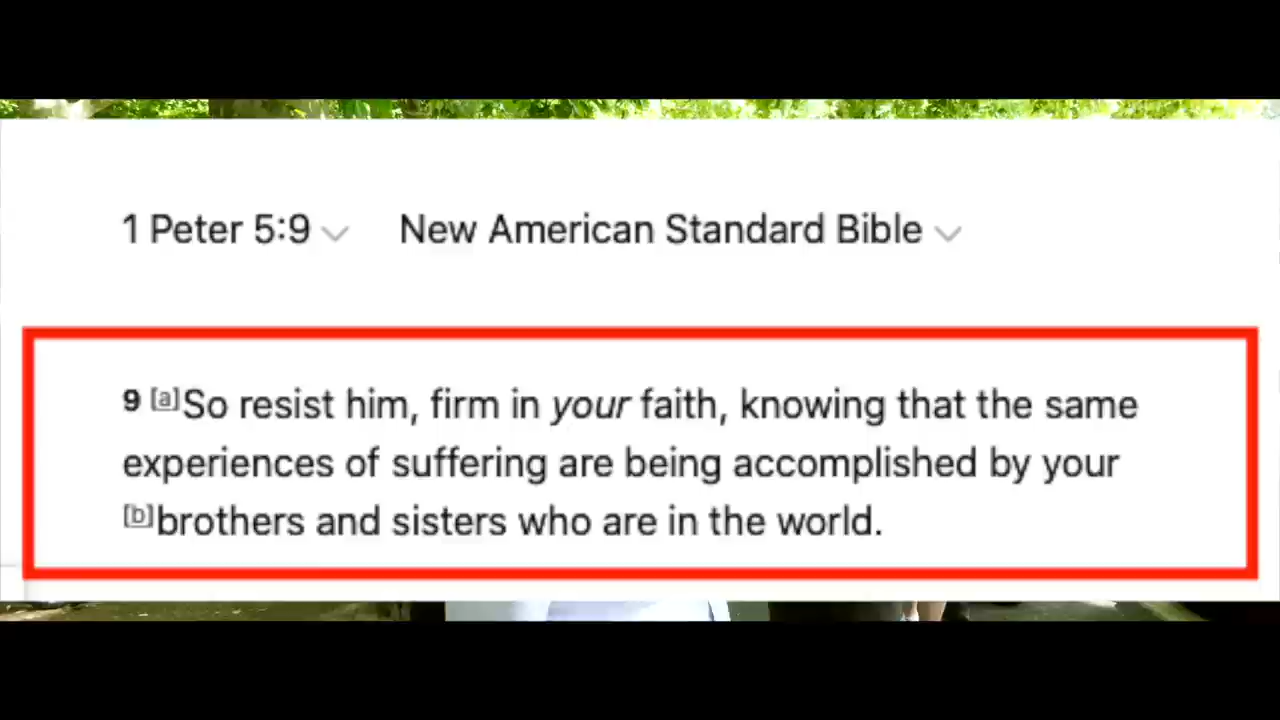 1 Peter 5:9 New American Standard Bible
9 [a]So resist him, firm in your faith, knowing that the same
experiences of suffering are being accomplished by your
[b]brothers and sisters who are in the world.